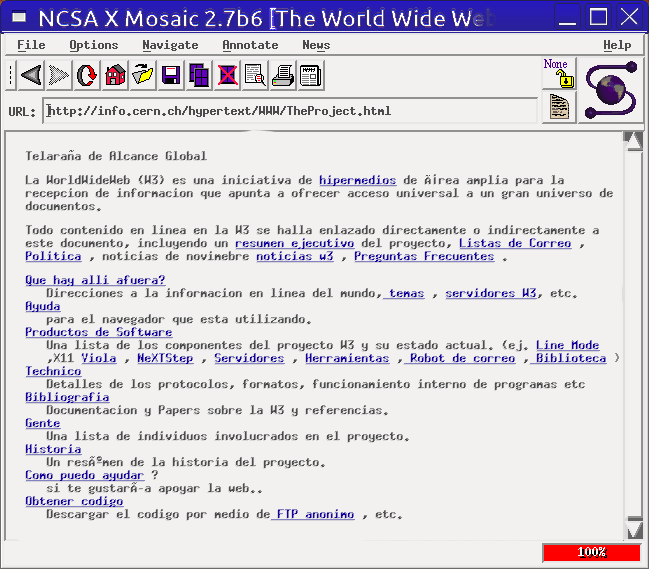 NCSA X Mosaic 2.7b6 [The World Wide Web
File Options Navigate Annotate News Help
None
URL: http://info.cern.ch/hypertext/WWW/TheProject.html
Telaraña de Alcance Global
La WorldWideWeb (W3) es una iniciativa de hipermedios de ÃÍrea amplia para la
recepcion de informacion que apunta a ofrecer acceso universal a un gran universo de
documentos.
Todo contenido en linea en la W3 se halla enlazado directamente o indirectamente a
este documento, incluyendo un resumen ejecutivo del proyecto, Listas de Correo ,
Politica , noticias de novimebre noticias w3 , Preguntas Frecuentes .
Que hay allí afuera?
Direcciones a la informacion en linea del mundo, temas , servidores W3, etc.
Ayuda
para el navegador que esta utilizando.
Productos de Software
Una lista de los componentes del proyecto W3 y su estado actual. (ej. Line Mode
,X11 Viola , NeXTStep , Servidores , Herramientas , Robot de correo , Biblioteca )
Technico
Detalles de los protocolos, formatos, funcionamiento interno de programas etc
Bibliografia
Documentacion y Papers sobre la W3 y referencias.
Gente
Una lista de individuos involucrados en el proyecto.
Historia
Un resÃºmen de la historia del proyecto.
Como puedo ayudar ?
si te gustarÃ-a apoyar la web..
Obtener codigo
Descargar el codigo por medio de FTP anonimo , etc.
100%